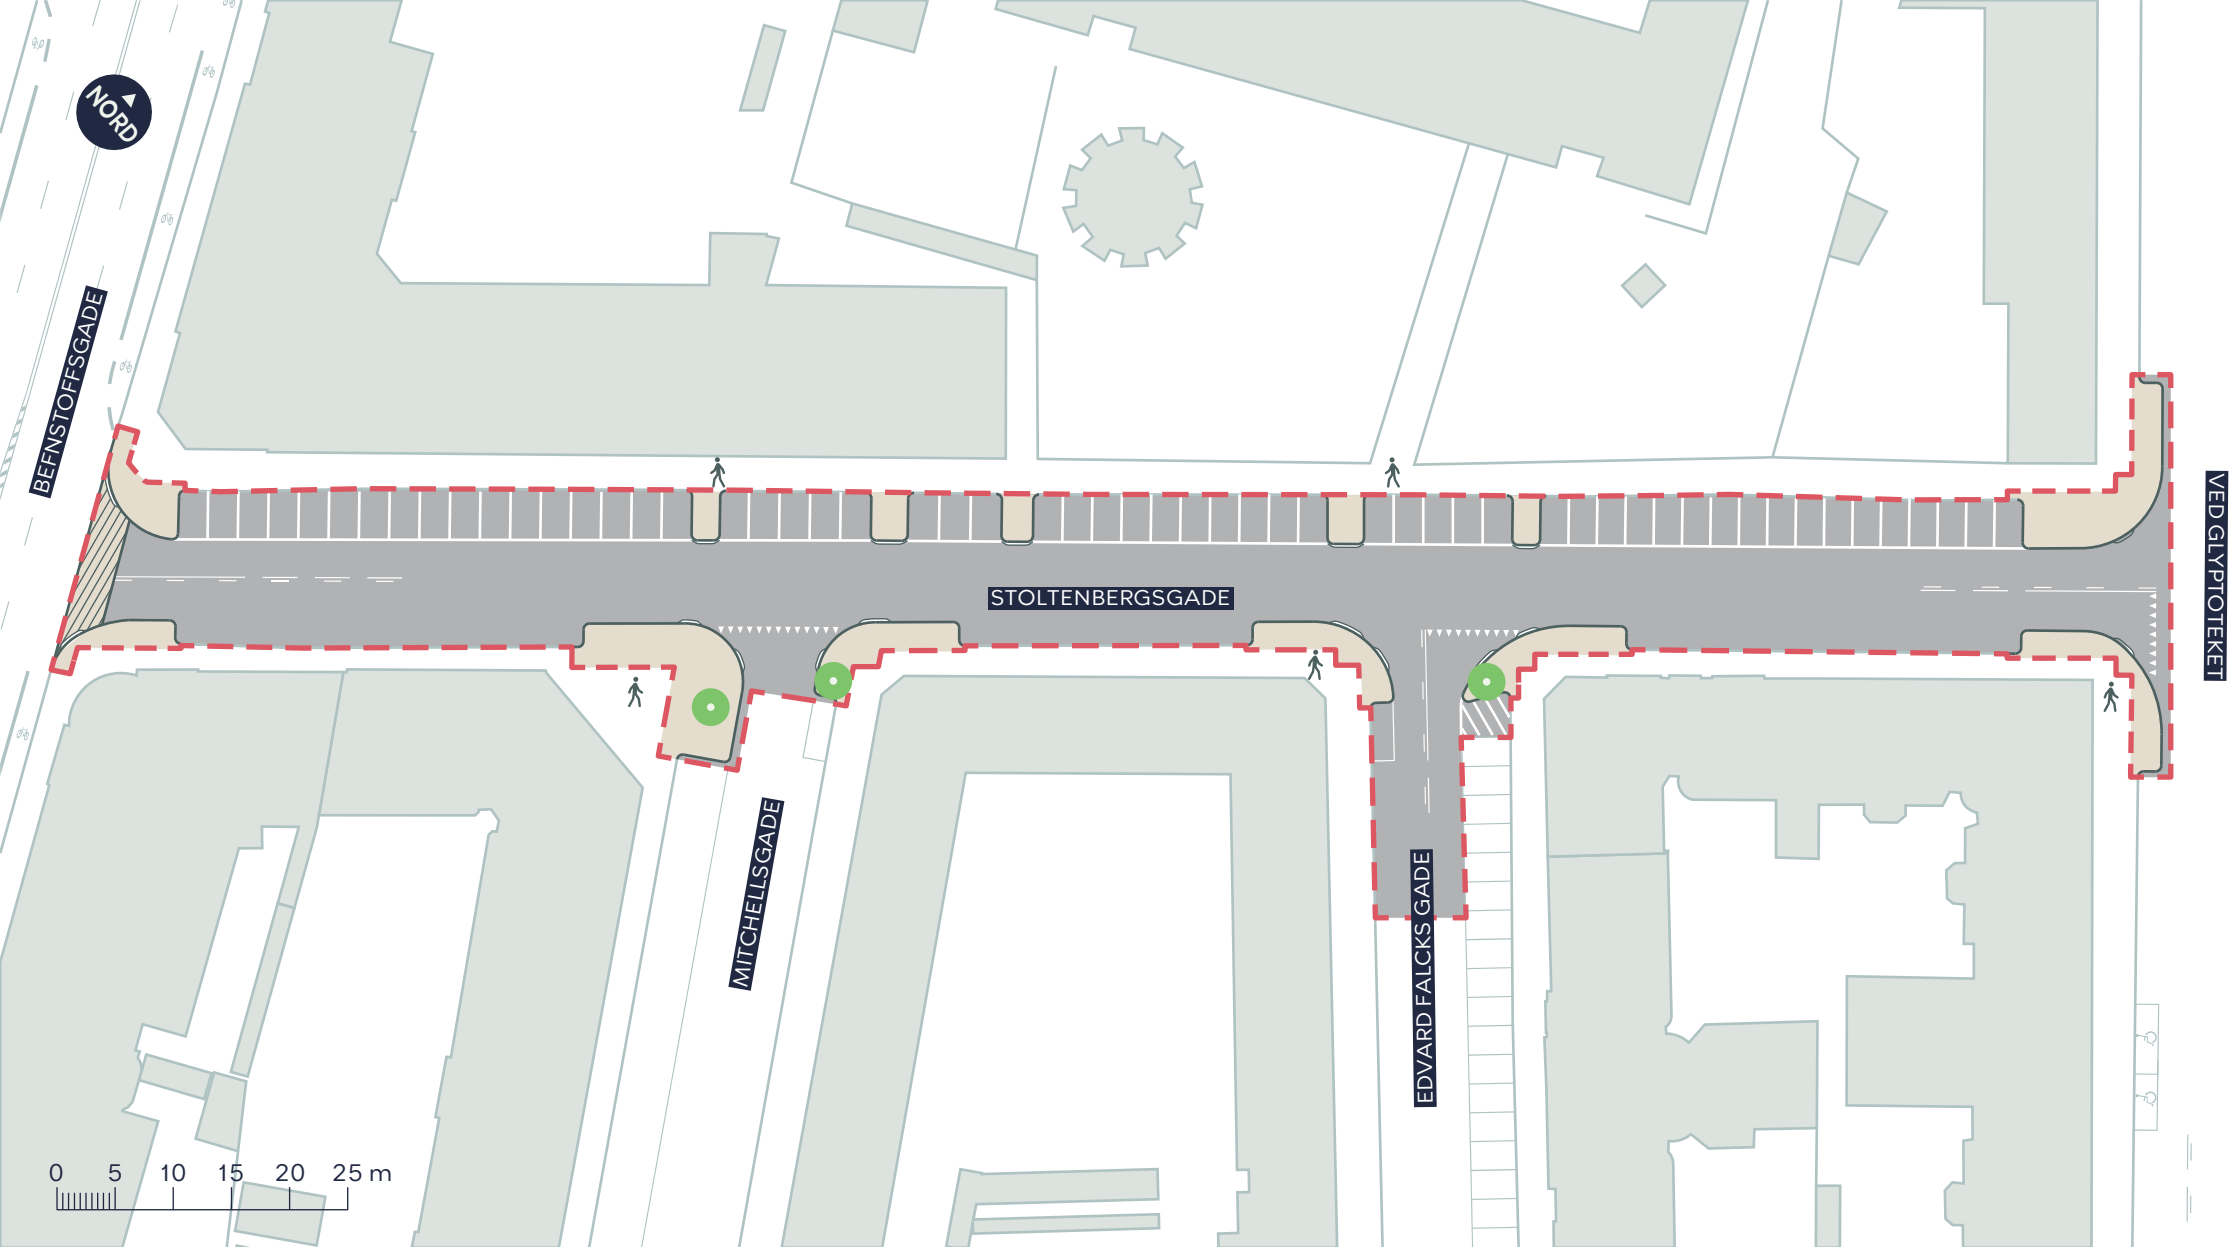 NORD
BEFNSTOFFSGADE
STOLTENBERGSGADE
VED GLYPTOTEKET
MITCHELLSGADE
EDVARD FALCKS GADE
0 5 10 15 20 25 m